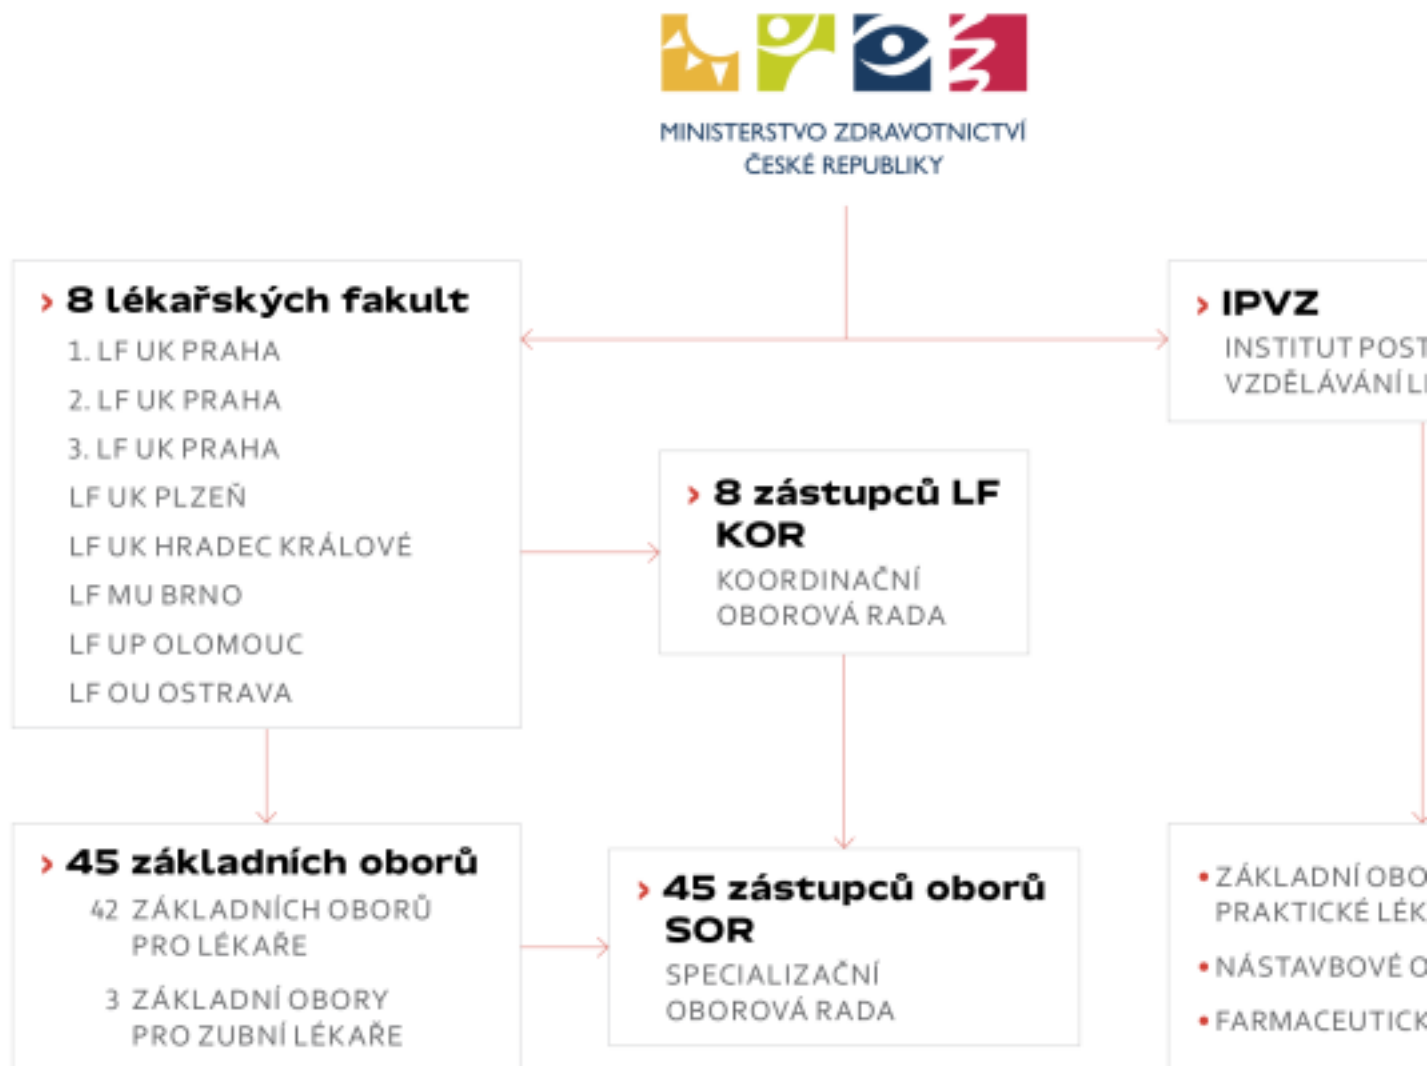 MINISTERSTVO ZDRAVOTNICTVÍ
ČESKÉ REPUBLIKY
› 8 lékařských fakult
1. LF UK PRAHA
2. LF UK PRAHA
3. LF UK PRAHA
LF UK PLZEŇ
LF UK HRADEC KRÁLOVÉ
LF MU BRNO
LF UP OLOMOUC
LF OU OSTRAVA
› IPVZ
INSTITUT POST
VZDĚLÁVÁNÍ
› 8 zástupců LF
KOR
KOORDINAČNÍ
OBOROVÁ RADA
› 45 základních oborů
42 ZÁKLADNÍCH OBORŮ
PRO LÉKAŘE
3 ZÁKLADNÍ OBORY
PRO ZUBNÍ LÉKAŘE
› 45 zástupců oborů
SOR
SPECIALIZAČNÍ
OBOROVÁ RADA
• ZÁKLADNÍ OBO
PRAKTICKÉ LÉK
• NÁSTAVBOVÉ O
• FARMACEUTICK